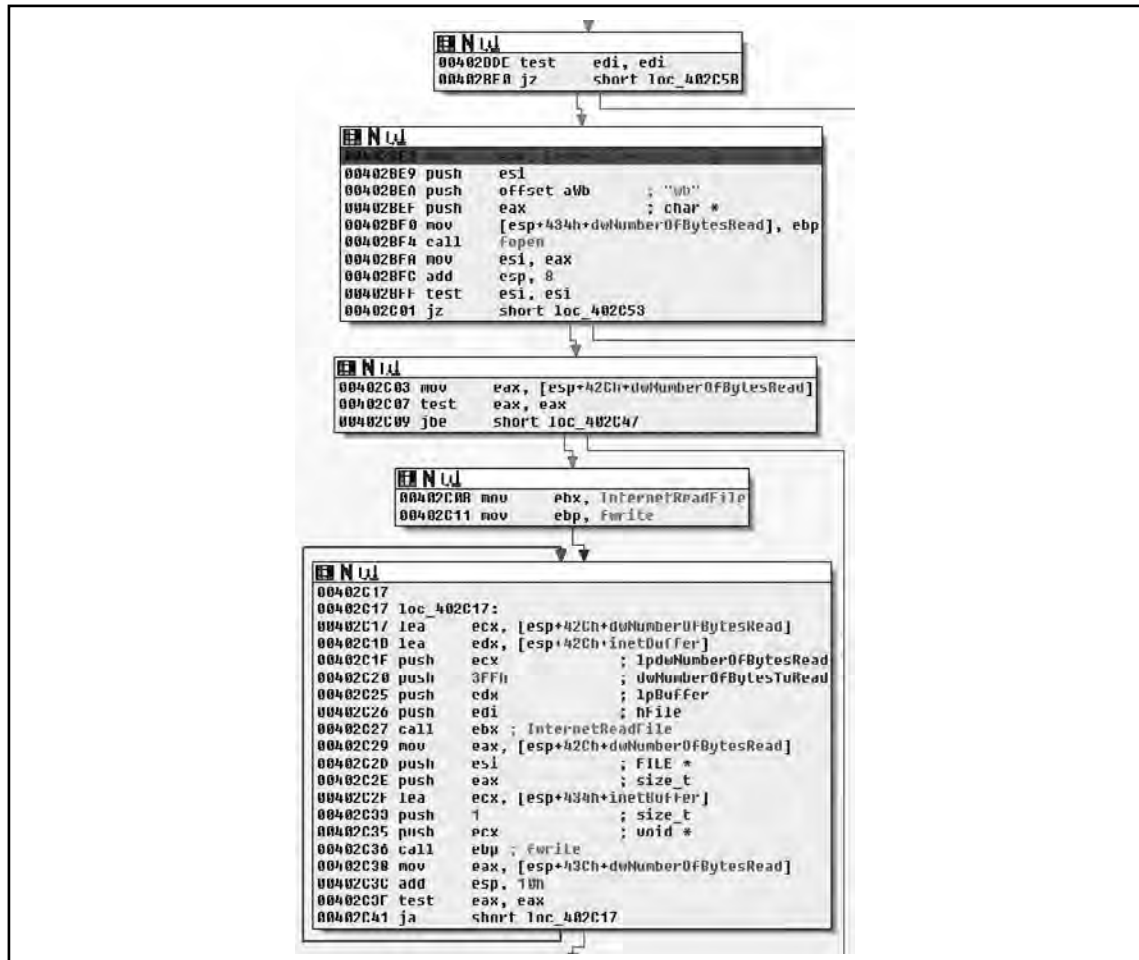 00402BDE test edi, edi
00402BE0 jz short loc_402C5B
00402BE9 push esi
00402BEA push offset aWb ; "wb"
00402BEF push eax ; char *
00402BF0 mov [esp+434h+dwNumberOfBytesRead], ebp
00402BF4 call fopen
00402BFA mov esi, eax
00402BFC add esp, 8
00402BFF test esi, esi
00402C01 jz short loc_402C53
00402C03 mov eax, [esp+42Ch+dwNumberOfBytesRead]
00402C07 test eax, eax
00402C09 jbe short loc_402C47
00402C0B mov ebx, InternetReadFile
00402C11 mov ebp, fwrite
00402C17
00402C17 loc_402C17:
00402C17 lea ecx, [esp+42Ch+dwNumberOfBytesRead]
00402C1B lea edx, [esp+42Ch+inetBuffer]
00402C1F push ecx ; lpdwNumberOfBytesRead
00402C20 push 3FFh ; dwNumberOfBytesToRead
00402C25 push edx ; lpBuffer
00402C26 push edi ; hFile
00402C27 call ebx ; InternetReadFile
00402C29 mov eax, [esp+42Ch+dwNumberOfBytesRead]
00402C2D push esi ; FILE *
00402C2E push eax ; size_t
00402C2F lea ecx, [esp+434h+inetBuffer]
00402C33 push 1 ; size_t
00402C35 push ecx ; void *
00402C36 call ebp ; fwrite
00402C38 mov eax, [esp+43Ch+dwNumberOfBytesRead]
00402C3C add esp, 10h
00402C3F test eax, eax
00402C41 ja short loc_402C17